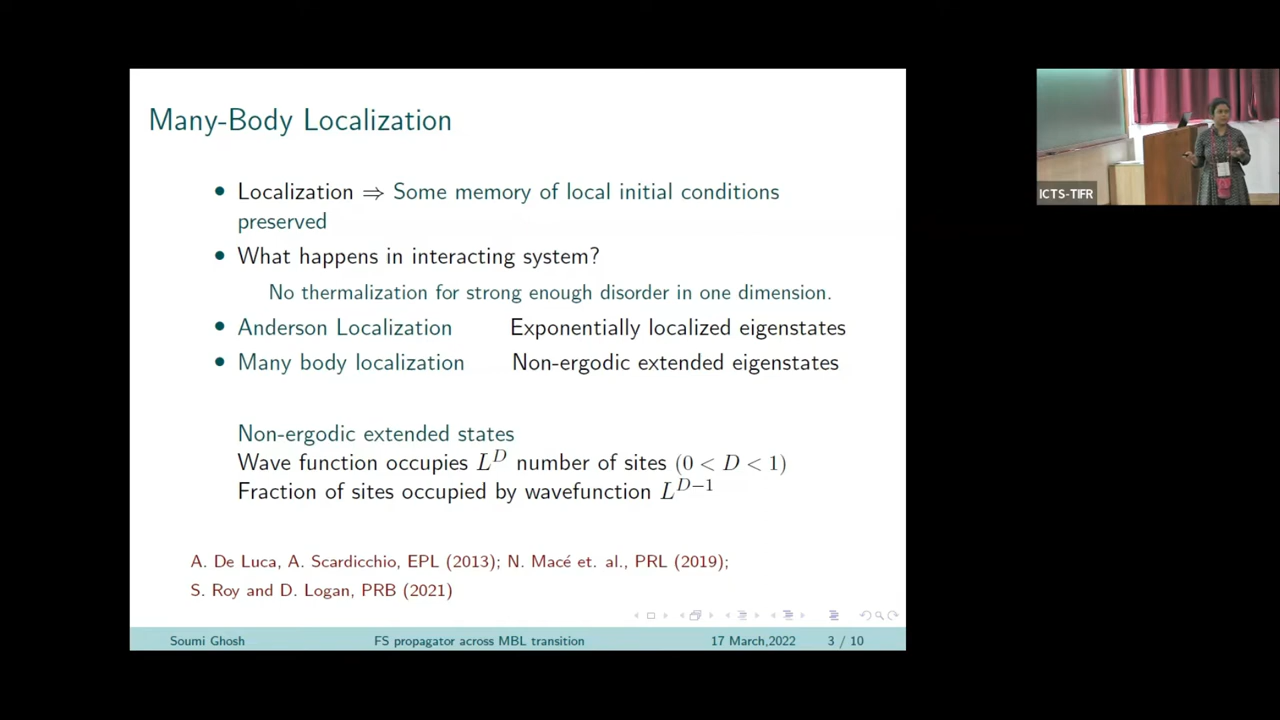 Many-Body Localization
• Localization ⇒ Some memory of local initial conditions
preserved
• What happens in interacting system?
No thermalization for strong enough disorder in one dimension.
• Anderson Localization Exponentially localized eigenstates
• Many body localization Non-ergodic extended eigenstates
Non-ergodic extended states
Wave function occupies L^D number of sites (0 < D < 1)
Fraction of sites occupied by wavefunction L^{D−1}
A. De Luca, A. Scardicchio, EPL (2013); N. Macé et. al., PRL (2019);
S. Roy and D. Logan, PRB (2021)
Soumi Ghosh FS propagator across MBL transition 17 March,2022 3 / 10
ICTS-TIFR